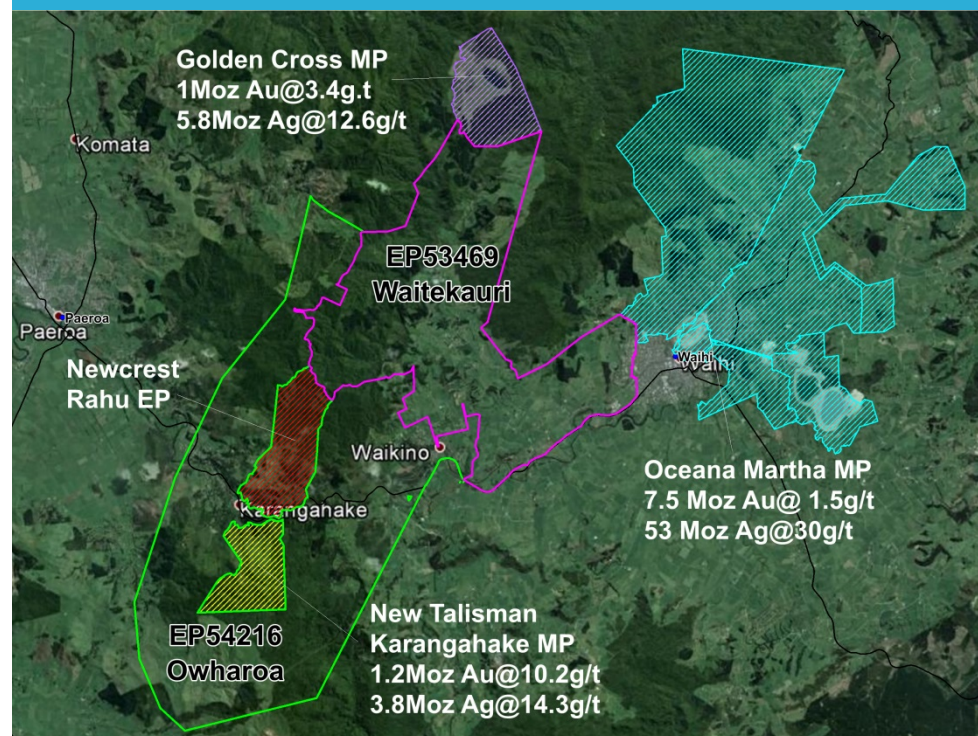 Golden Cross MP
1Moz Au@3.4g.t
5.8Moz Ag@12.6g/t
Komata
EP53469
Waitekauri
Paeroa
Paeroa
Newcrest
Rahu EP
Waihi
Waihi
Waikino
Oceana Martha MP
7.5 Moz Au@ 1.5g/t
53 Moz Ag@30g/t
Karangahake
New Talisman
Karangahake MP
1.2Moz Au@10.2g/t
3.8Moz Ag@14.3g/t
EP54216
Owharoa